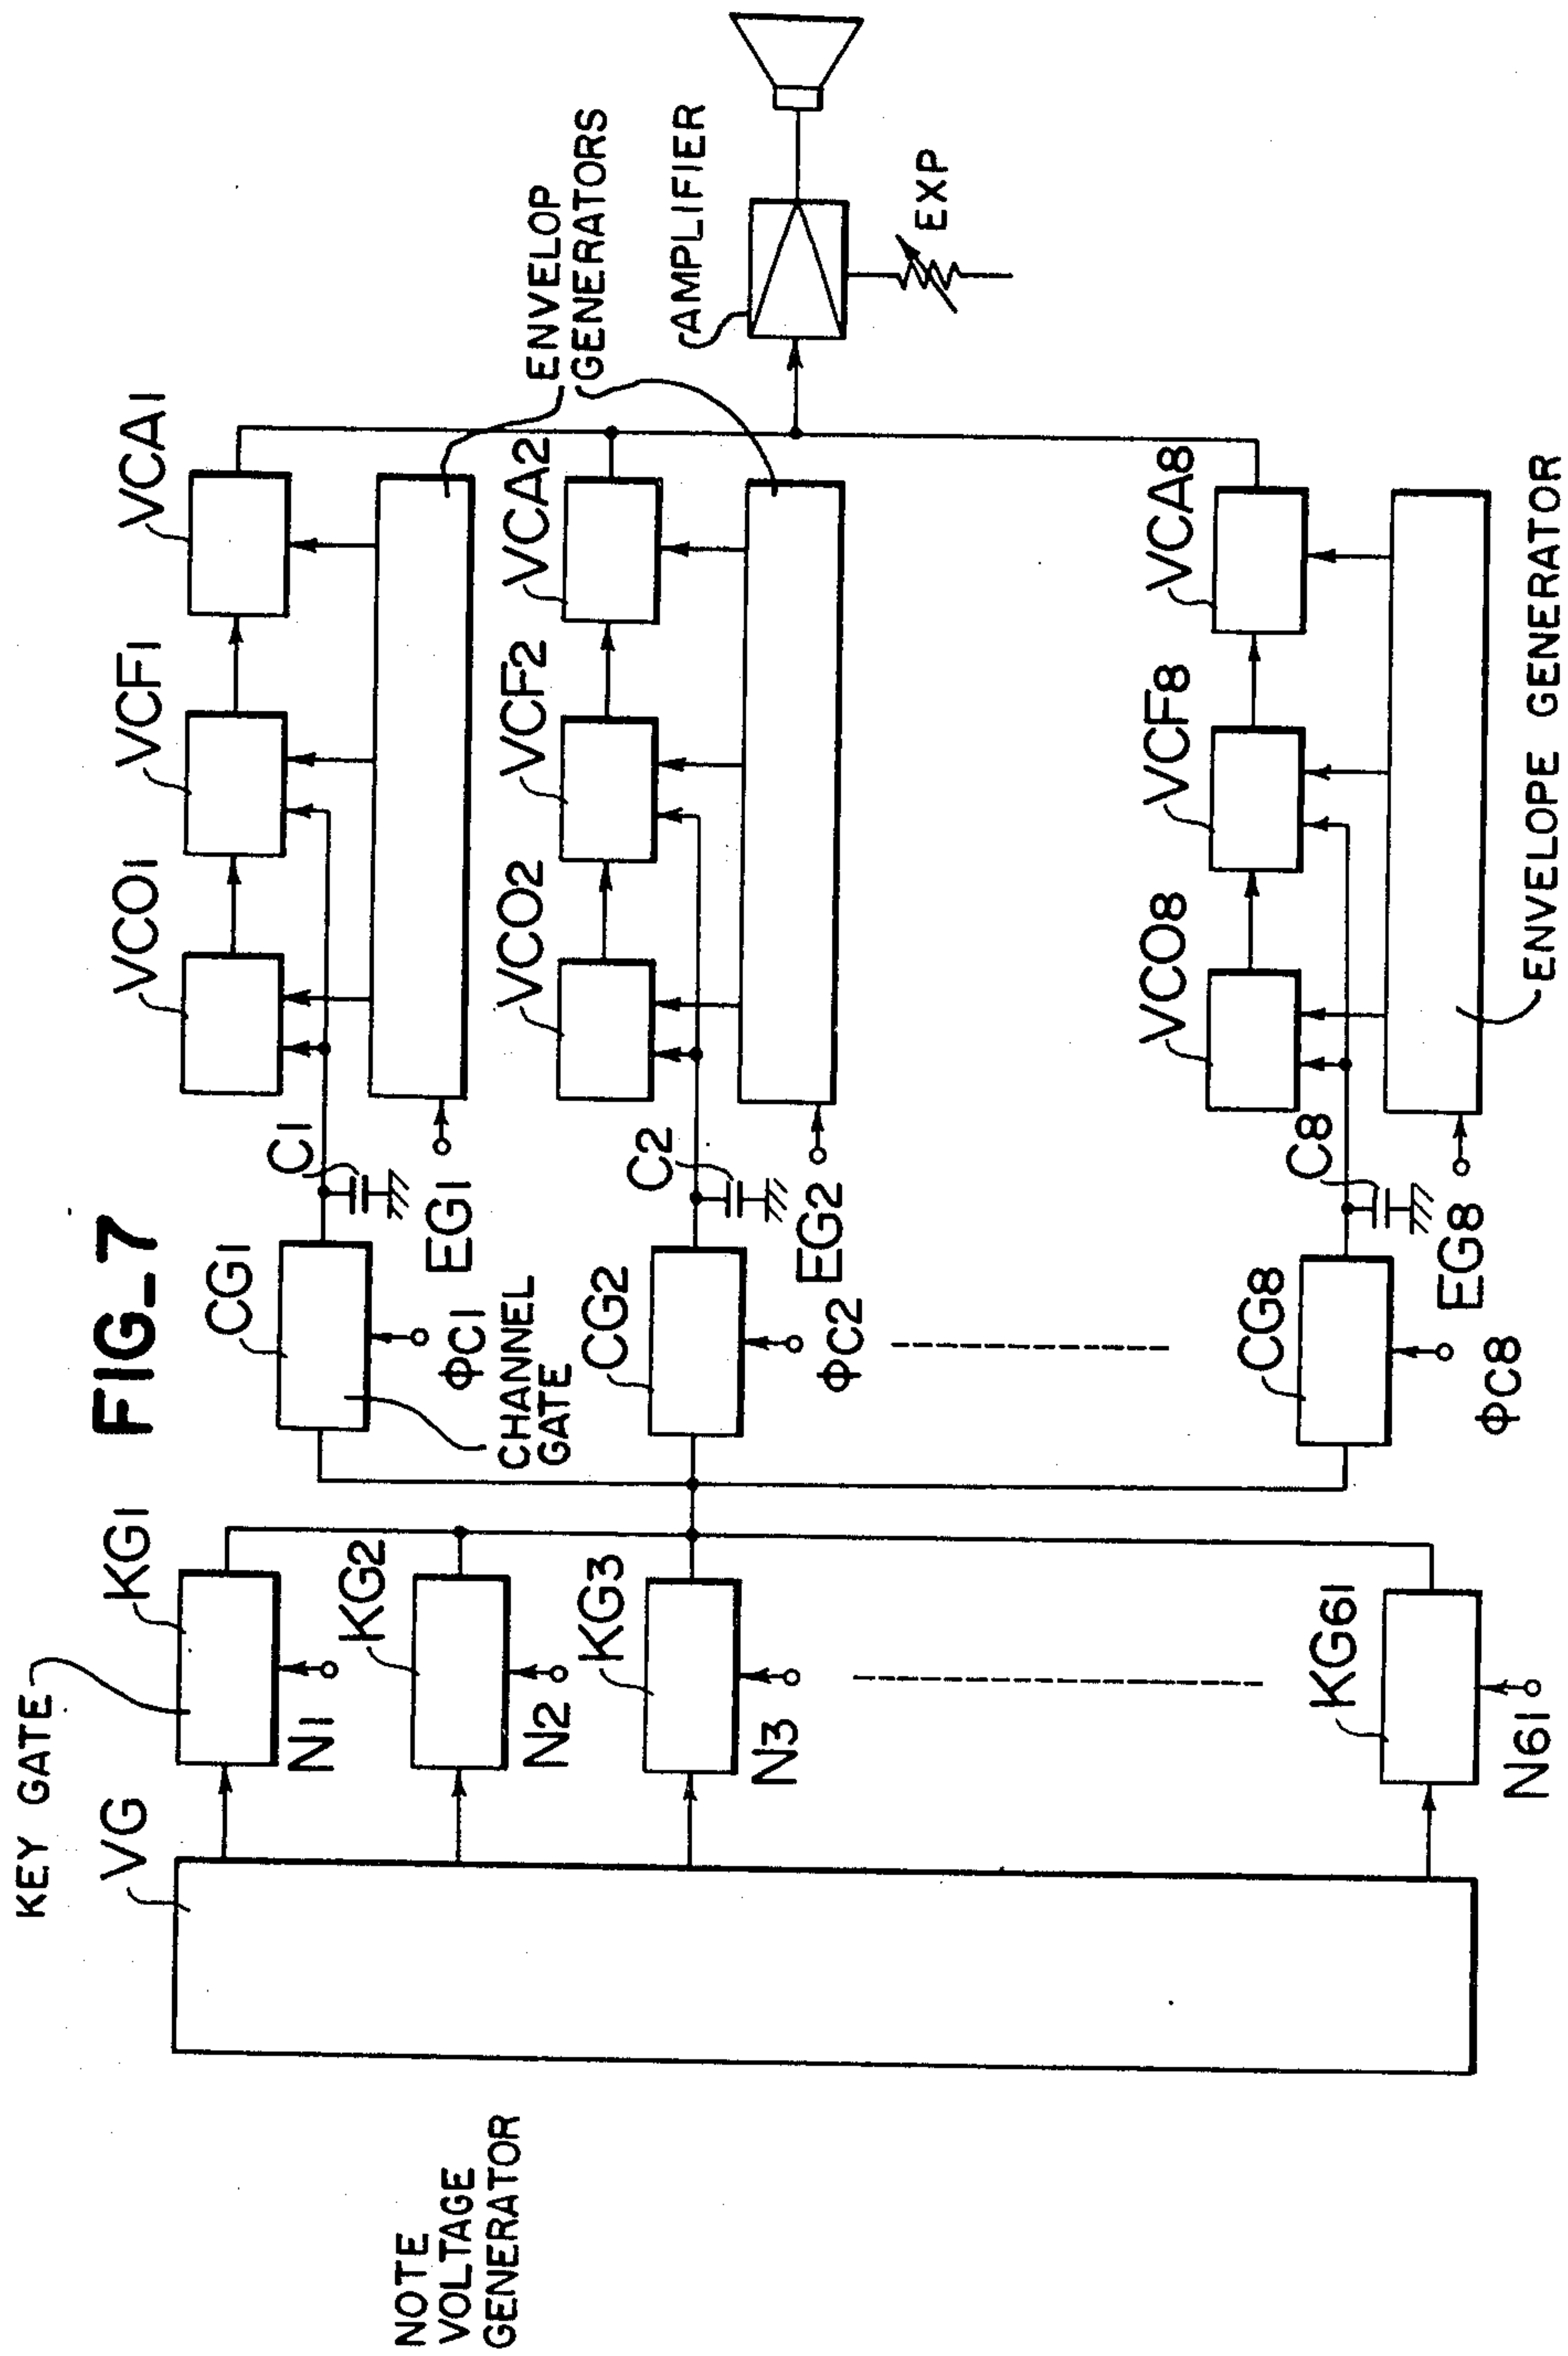 FIG_7
KEY GATE
VG
NOTE
VOLTAGE
GENERATOR
KG1
N1
KG2
N2
KG3
N3
KG61
N61
CG1
ΦC1
CHANNEL
GATE
CG2
ΦC2
CG8
ΦC8
C1
EG1
C2
EG2
C8
EG8
VCO1
VCF1
VCA1
VCO2
VCF2
VCA2
VCO8
VCF8
VCA8
ENVELOP
GENERATORS
ENVELOPE GENERATOR
AMPLIFIER
EXP